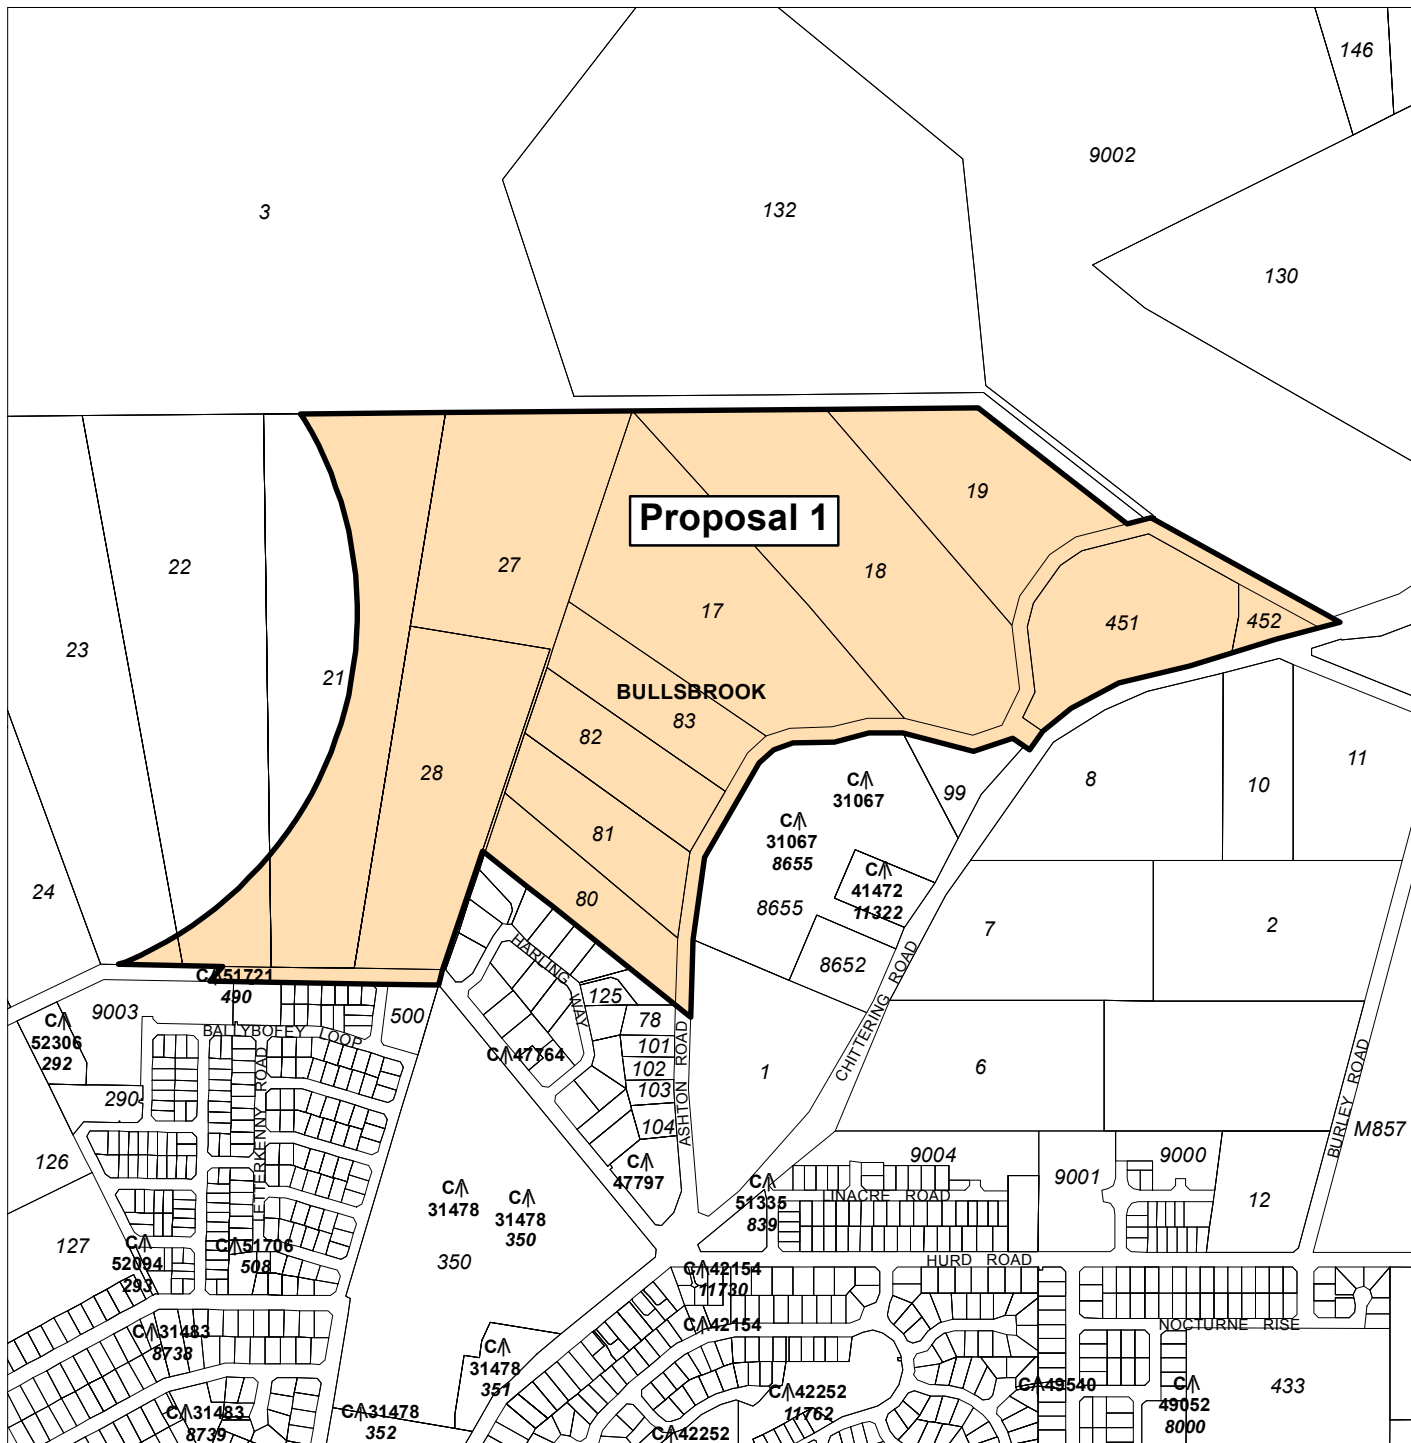 146
9002
3
132
130
19
Proposal 1
22
27
18
17
451
452
23
21
BULLSBROOK
83
82
28
11
8
10
99
C/\
31067
C/\
31067
8655
81
C/\
41472
11322
24
80
8655
7
2
HARLING WAY
8652
C/\51721
490
125
9003
500
78
CHITTERING ROAD
C/\
52306
292
BALLYBOFEY LOOP
101
C/\47764
102
1
6
103
290
LETTERKENNY ROAD
104
ASHTON ROAD
BURLEY ROAD
M857
126
C/\
47797
9004
9001
9000
C/\
31478
C/\
31478
350
C/\
51335
839
LINACRE ROAD
12
127
C/\
52094
293
C/\51706
508
350
HURD ROAD
C/\42154
11730
C/\31483
8738
C/\42154
NOCTURNE RISE
C/\
31478
351
C/\42252
11762
C/\49540
C/\
49052
8000
433
C/\31483
8739
C/\31478
352
C/\42252